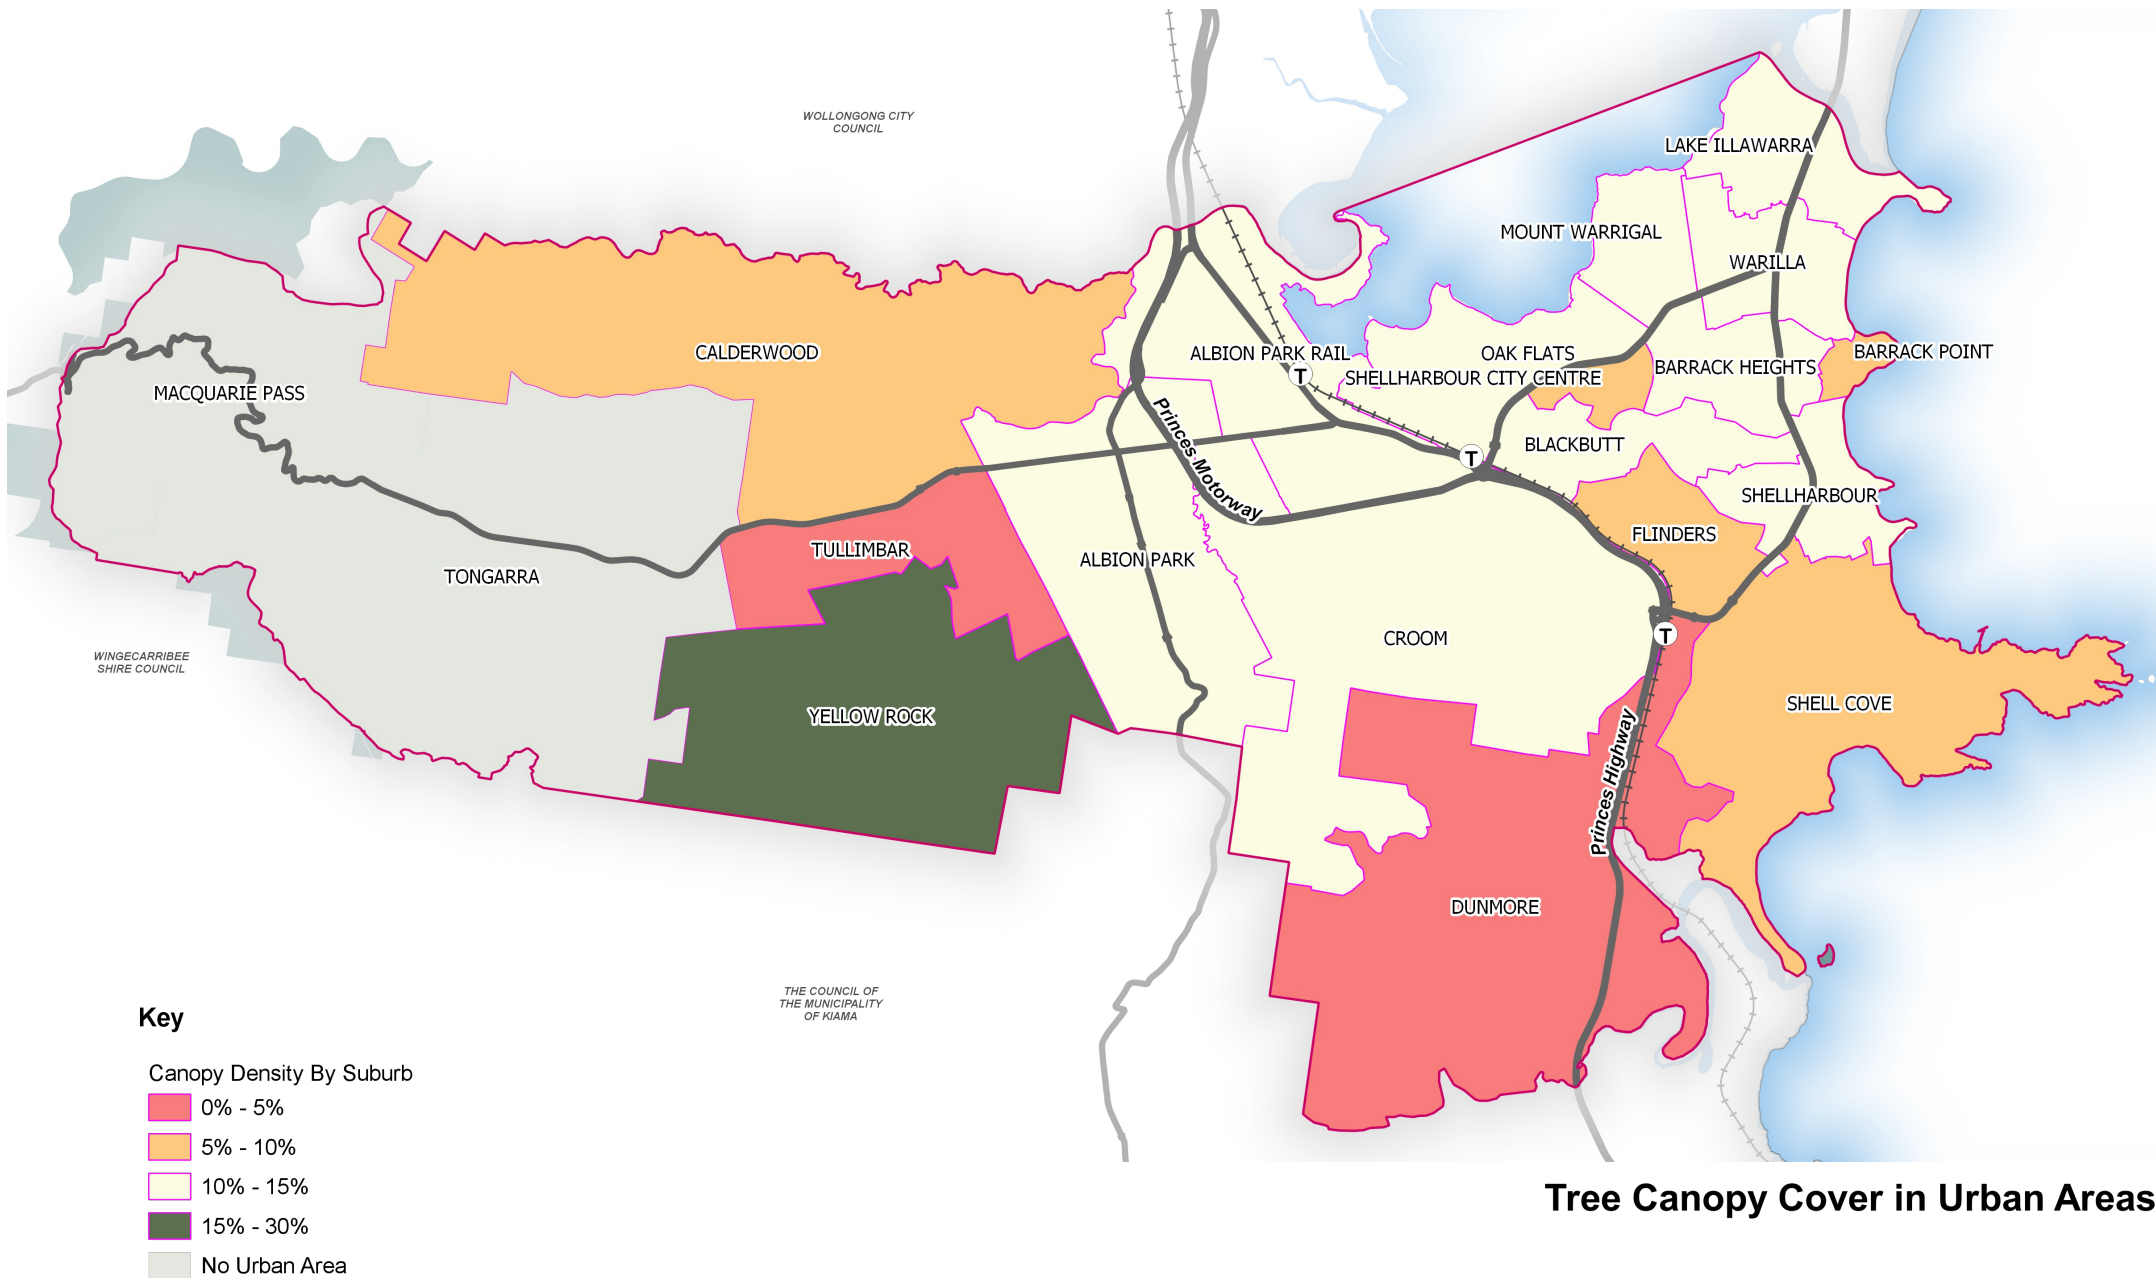 WOLLONGONG CITY
COUNCIL
LAKE ILLAWARRA
MOUNT WARRIGAL
WARILLA
CALDERWOOD
ALBION PARK RAIL
OAK FLATS
BARRACK POINT
T
SHELLHARBOUR CITY CENTRE
BARRACK HEIGHTS
MACQUARIE PASS
Princes Motorway
BLACKBUTT
T
SHELLHARBOUR
FLINDERS
TULLIMBAR
ALBION PARK
TONGARRA
CROOM
T
WINGECARRIBEE
SHIRE COUNCIL
YELLOW ROCK
SHELL COVE
Princes Highway
DUNMORE
THE COUNCIL OF
THE MUNICIPALITY
OF KIAMA
Key
Canopy Density By Suburb
0% - 5%
5% - 10%
10% - 15%
15% - 30%
No Urban Area
Tree Canopy Cover in Urban Areas